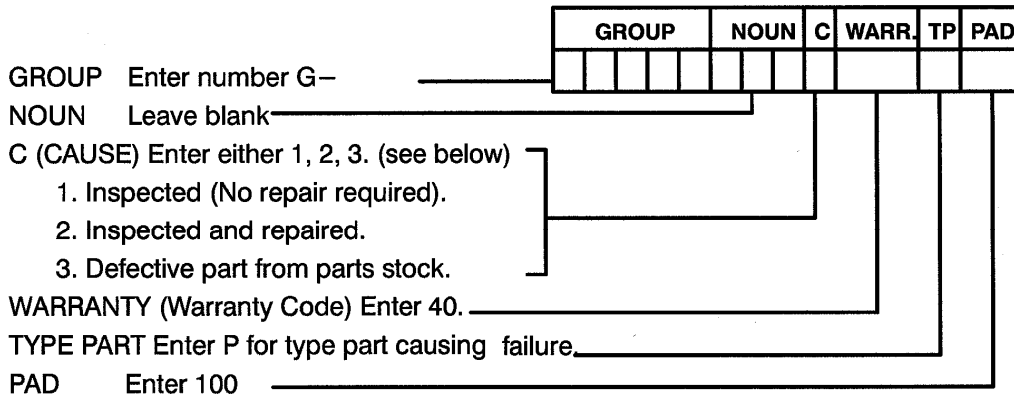 GROUP NOUN C WARR. TP PAD
GROUP Enter number G–
NOUN Leave blank
C (CAUSE) Enter either 1, 2, 3. (see below)
1. Inspected (No repair required).
2. Inspected and repaired.
3. Defective part from parts stock.
WARRANTY (Warranty Code) Enter 40.
TYPE PART Enter P for type part causing failure.
PAD Enter 100